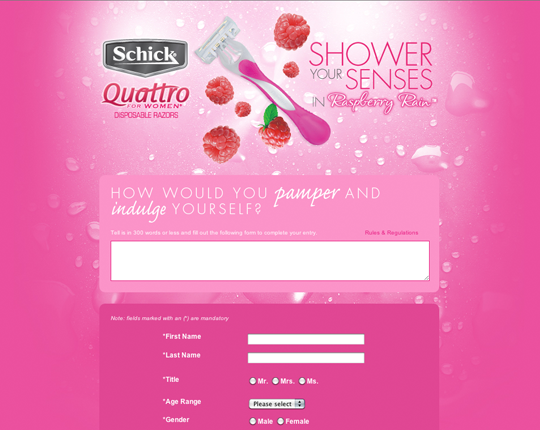 Schick
Quattro
FOR WOMEN
DISPOSABLE RAZORS
SHOWER
YOUR SENSES
IN Raspberry Rain
HOW WOULD YOU pamper AND
indulge YOURSELF?
Tell is in 300 words or less and fill out the following form to complete your entry.
Rules & Regulations
Note: fields marked with an (*) are manatory
*First Name
*Last Name
*Title
Mr. Mrs. Ms.
*Age Range
Please select
*Gender
Male Female